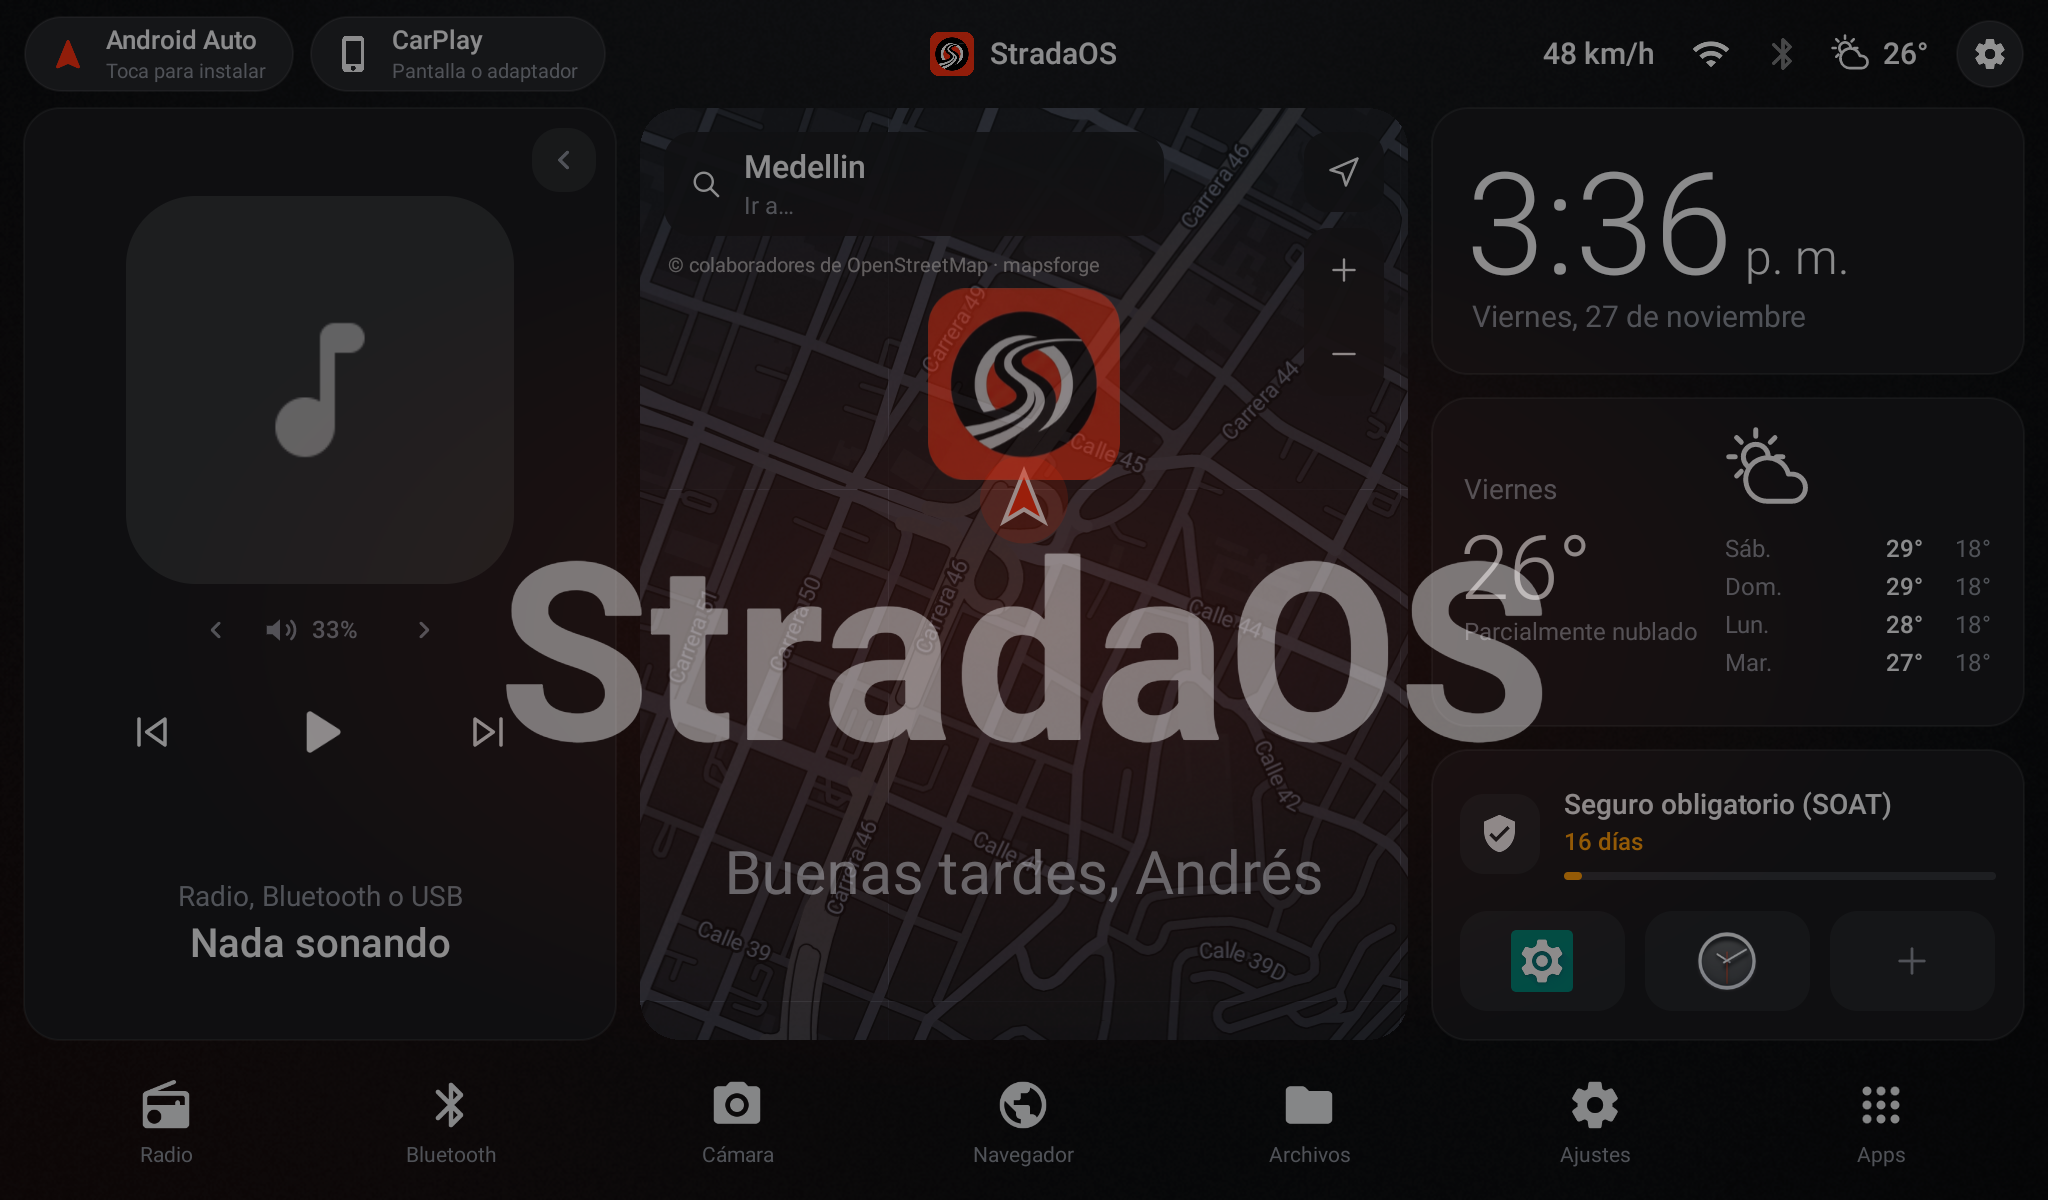 Android Auto
Toca para instalar
CarPlay
Pantalla o adaptador
StradaOS
48 km/h
26°
Medellin
Ir a...
© colaboradores de OpenStreetMap · mapsforge
Carrera 46
Carrera 49
Carrera 44
Calle 45
3:36 p. m.
Viernes, 27 de noviembre
Viernes
26°
Parcialmente nublado
Sáb. 29° 18°
Dom. 29° 18°
Lun. 28° 18°
Mar. 27° 18°
33%
StradaOS
Carrera 51
Carrera 50
Carrera 46
Calle 44
Calle 42
Carrera 46
Calle 41
Buenas tardes, Andrés
Calle 39
Calle 39D
Radio, Bluetooth o USB
Nada sonando
Seguro obligatorio (SOAT)
16 días
Radio
Bluetooth
Cámara
Navegador
Archivos
Ajustes
Apps